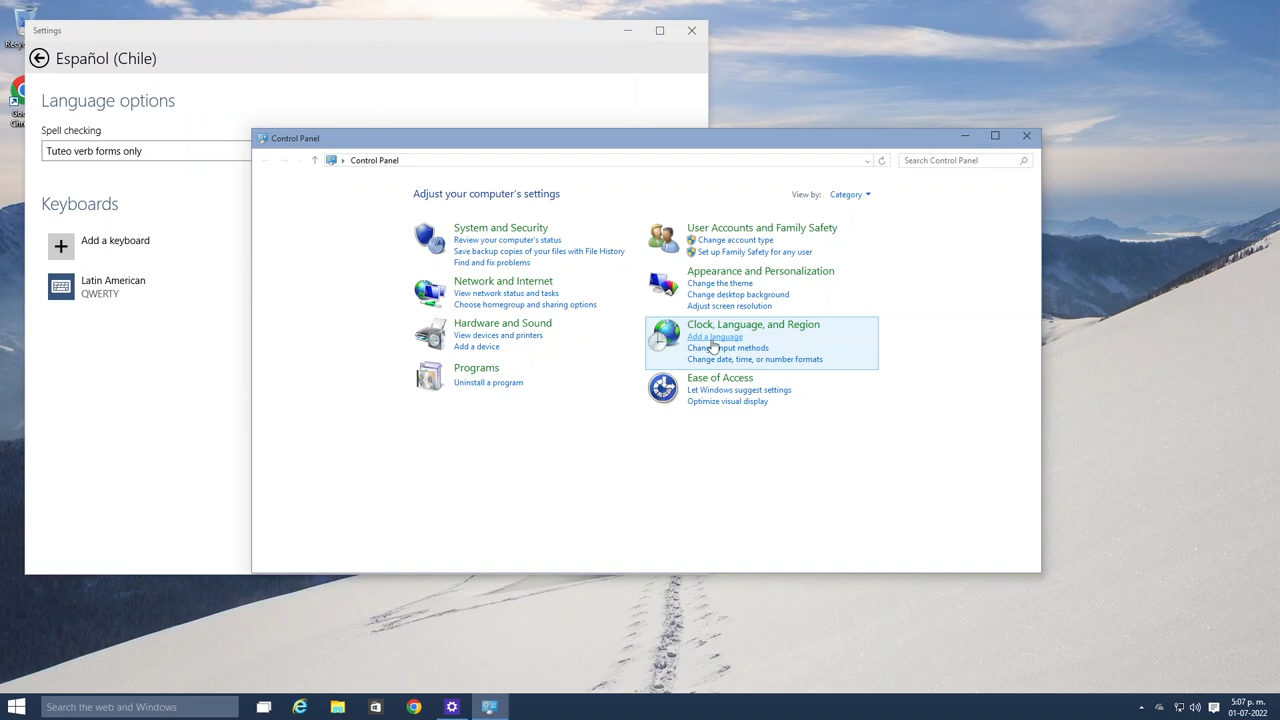 Settings
Español (Chile)
Language options
Spell checking
Tuteo verb forms only
Keyboards
Add a keyboard
Latin American
QWERTY
Control Panel
Control Panel
Search Control Panel
Adjust your computer's settings
View by: Category
System and Security
Review your computer's status
Save backup copies of your files with File History
Find and fix problems
Network and Internet
View network status and tasks
Choose homegroup and sharing options
Hardware and Sound
View devices and printers
Add a device
Programs
Uninstall a program
User Accounts and Family Safety
Change account type
Set up Family Safety for any user
Appearance and Personalization
Change the theme
Change desktop background
Adjust screen resolution
Clock, Language, and Region
Add a language
Change input methods
Change date, time, or number formats
Ease of Access
Let Windows suggest settings
Optimize visual display
Search the web and Windows
5:07 p. m.
01-07-2022